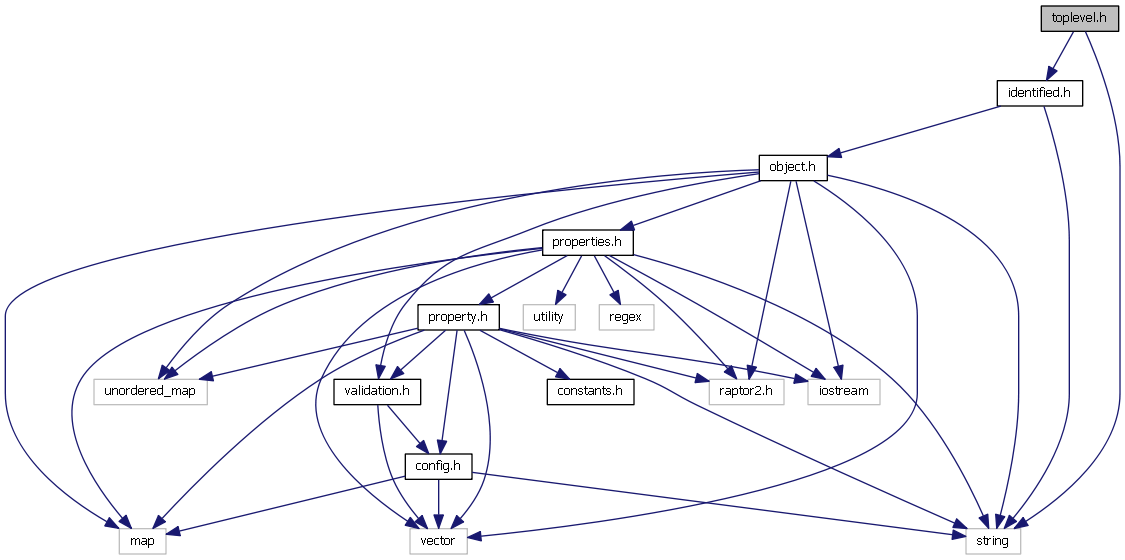 toplevel.h
identified.h
object.h
properties.h
property.h
utility
regex
unordered_map
validation.h
constants.h
raptor2.h
iostream
config.h
map
vector
string